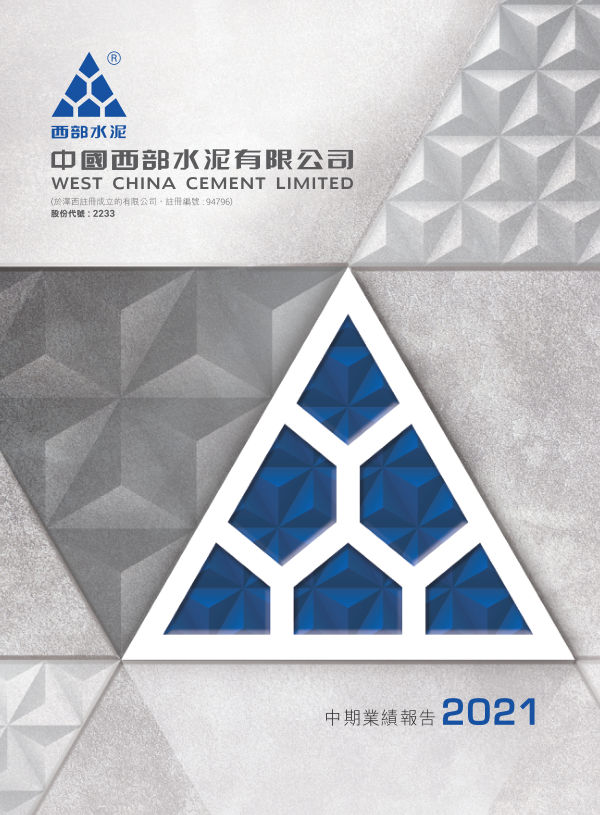 ®
西部水泥
中國西部水泥有限公司
WEST CHINA CEMENT LIMITED
(於澤西註冊成立的有限公司，註冊編號 : 94796)
股份代號 : 2233
中期業績報告 2021